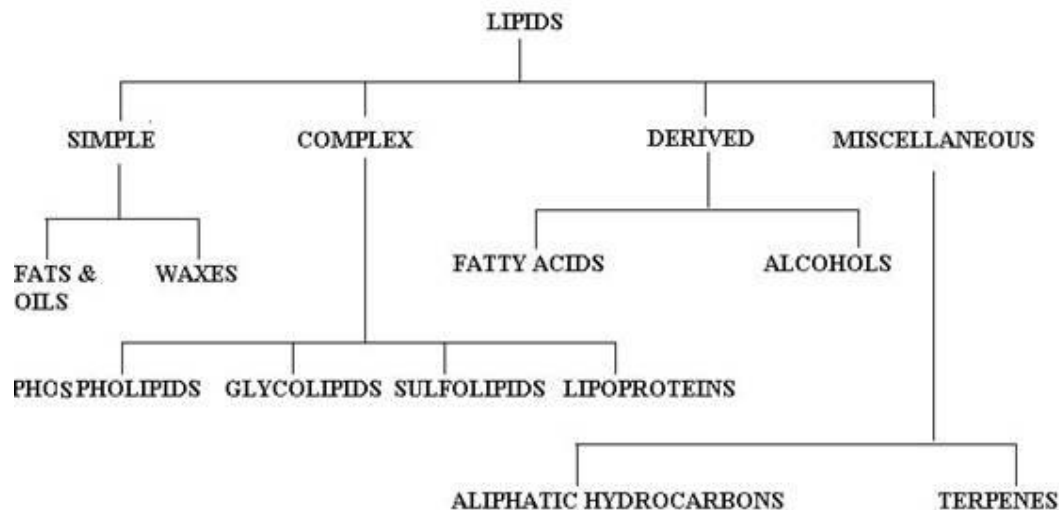 LIPIDS
SIMPLE COMPLEX DERIVED MISCELLANEOUS
FATS & WAXES FATTY ACIDS ALCOHOLS
OILS
PHOSPHOLIPIDS GLYCOLIPIDS SULFOLIPIDS LIPOPROTEINS
ALIPHATIC HYDROCARBONS TERPENES